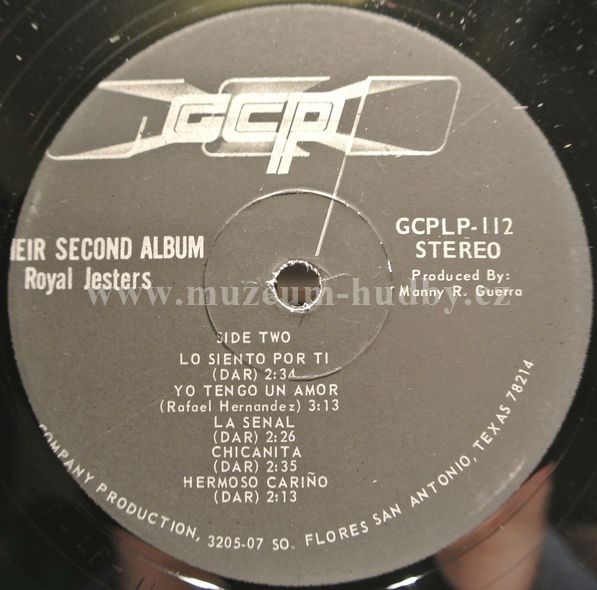 GCP
HEIR SECOND ALBUM
Royal Jesters
GCPLP-112
STEREO
Produced By:
Manny R. Guerra
www.muzeum-hudby.cz
SIDE TWO
LO SIENTO POR TI
(DAR) 2:34
YO TENGO UN AMOR
(Rafael Hernandez) 3:13
LA SENAL
(DAR) 2:26
CHICANITA
(DAR) 2:35
HERMOSO CARIÑO
(DAR) 2:13
COMPANY PRODUCTION, 3205-07 SO. FLORES SAN ANTONIO, TEXAS 78214